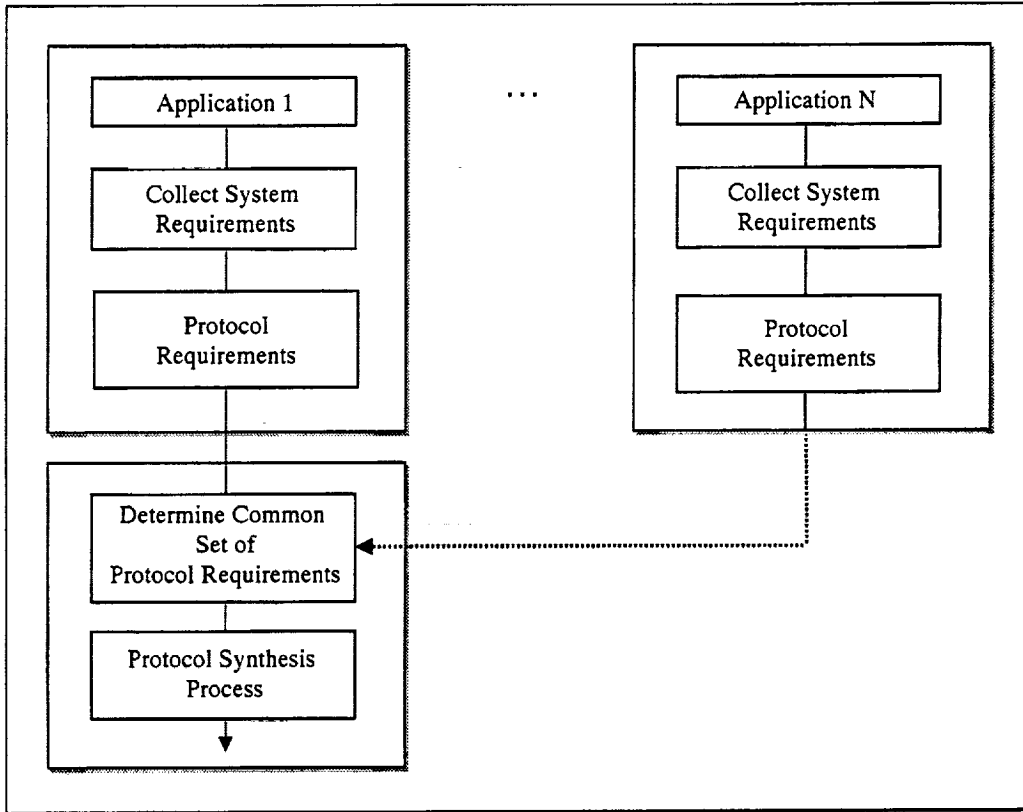 Application 1
Collect System
Requirements
Protocol
Requirements
...
Application N
Collect System
Requirements
Protocol
Requirements
Determine Common
Set of
Protocol Requirements
Protocol Synthesis
Process